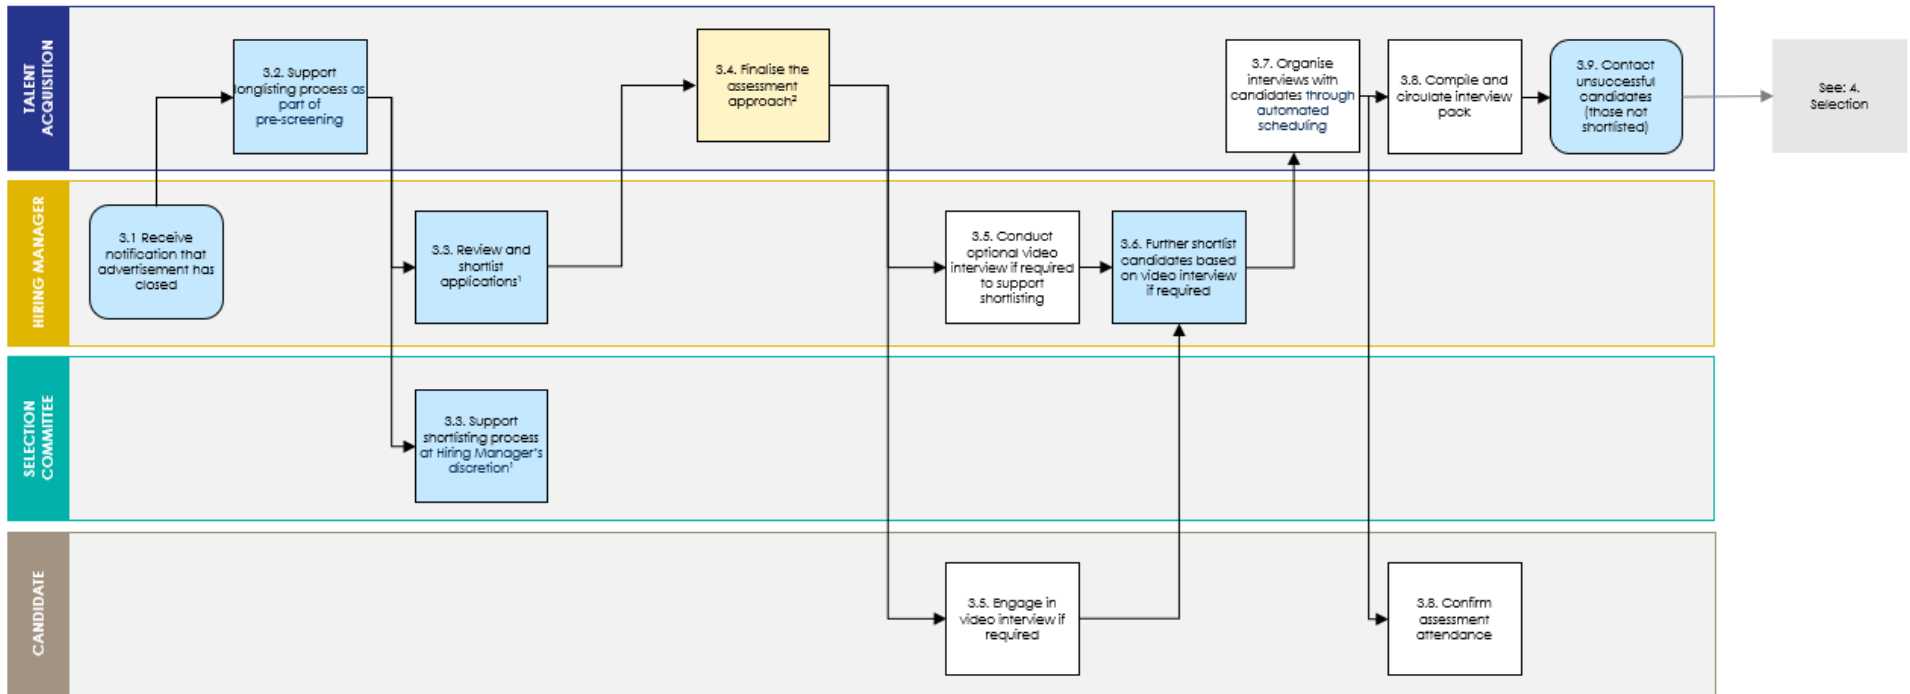 TALENT
ACQUISITION
3.2. Support
longlisting process as
part of
pre-screening
3.4. Finalise the
assessment
approach²
3.7. Organise
interviews with
candidates through
automated
scheduling
3.8. Compile and
circulate interview
pack
3.9. Contact
unsuccessful
candidates
(those not
shortlisted)
See: 4.
Selection
HIRING MANAGER
3.1 Receive
notification that
advertisement has
closed
3.3. Review and
shortlist
applications¹
3.5. Conduct
optional video
interview if required
to support
shortlisting
3.6. Further shortlist
candidates based
on video interview
if required
SELECTION
COMMITTEE
3.3. Support
shortlisting process
at Hiring Manager's
discretion¹
CANDIDATE
3.5. Engage in
video interview if
required
3.8. Confirm
assessment
attendance